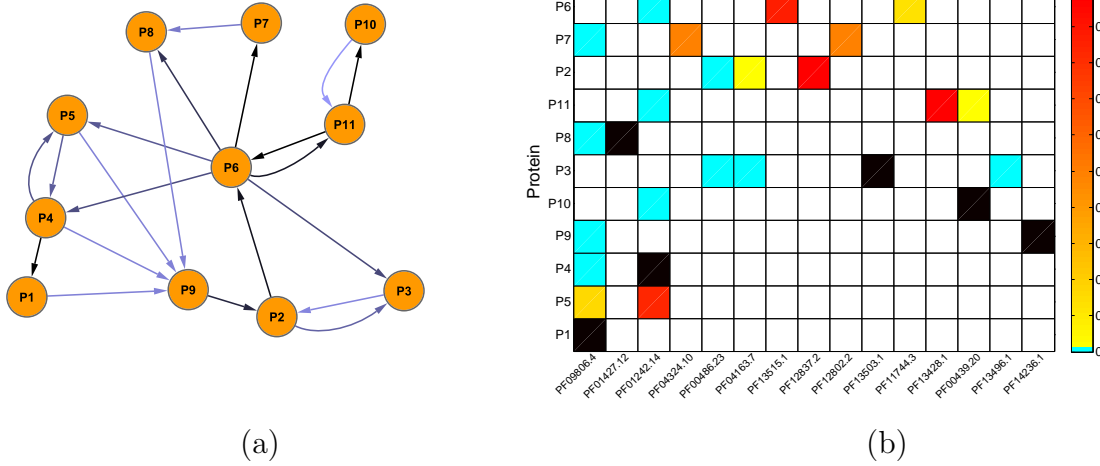 P8
P7
P10
P5
P11
P6
P4
P9
P3
P1
P2
(a)
Protein
P6
P7
P2
P11
P8
P3
P10
P9
P4
P5
P1
PF09806.4
PF01427.12
PF01242.14
PF04324.10
PF00486.23
PF04163.7
PF13515.1
PF12837.2
PF12802.2
PF13503.1
PF11744.3
PF13428.1
PF00439.20
PF13496.1
PF14236.1
(b)